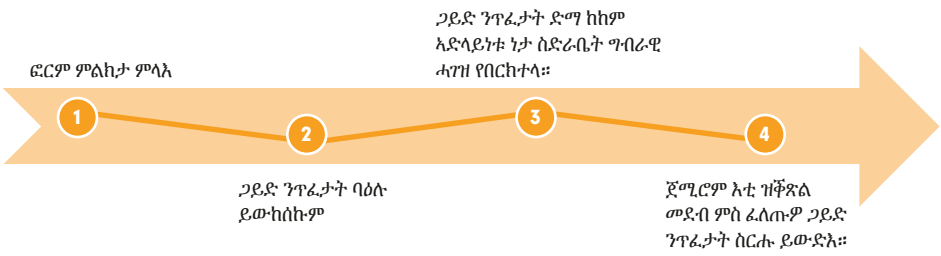 ፎርም ምልክታ ምላእ
1
ጋይድ ንጥፈታት ባዕሉ
ይውከሰኩም
2
ጋይድ ንጥፈታት ድማ ከከም
ኣድላይነቱ ነታ ስድራቤት ግብራዊ
ሓገዝ የበርክተላ።
3
ጀሚሮም እቲ ዝቕጽል
መደብ ምስ ፈለጡዎ ጋይድ
ንጥፈታት ስርሑ ይውድእ።
4